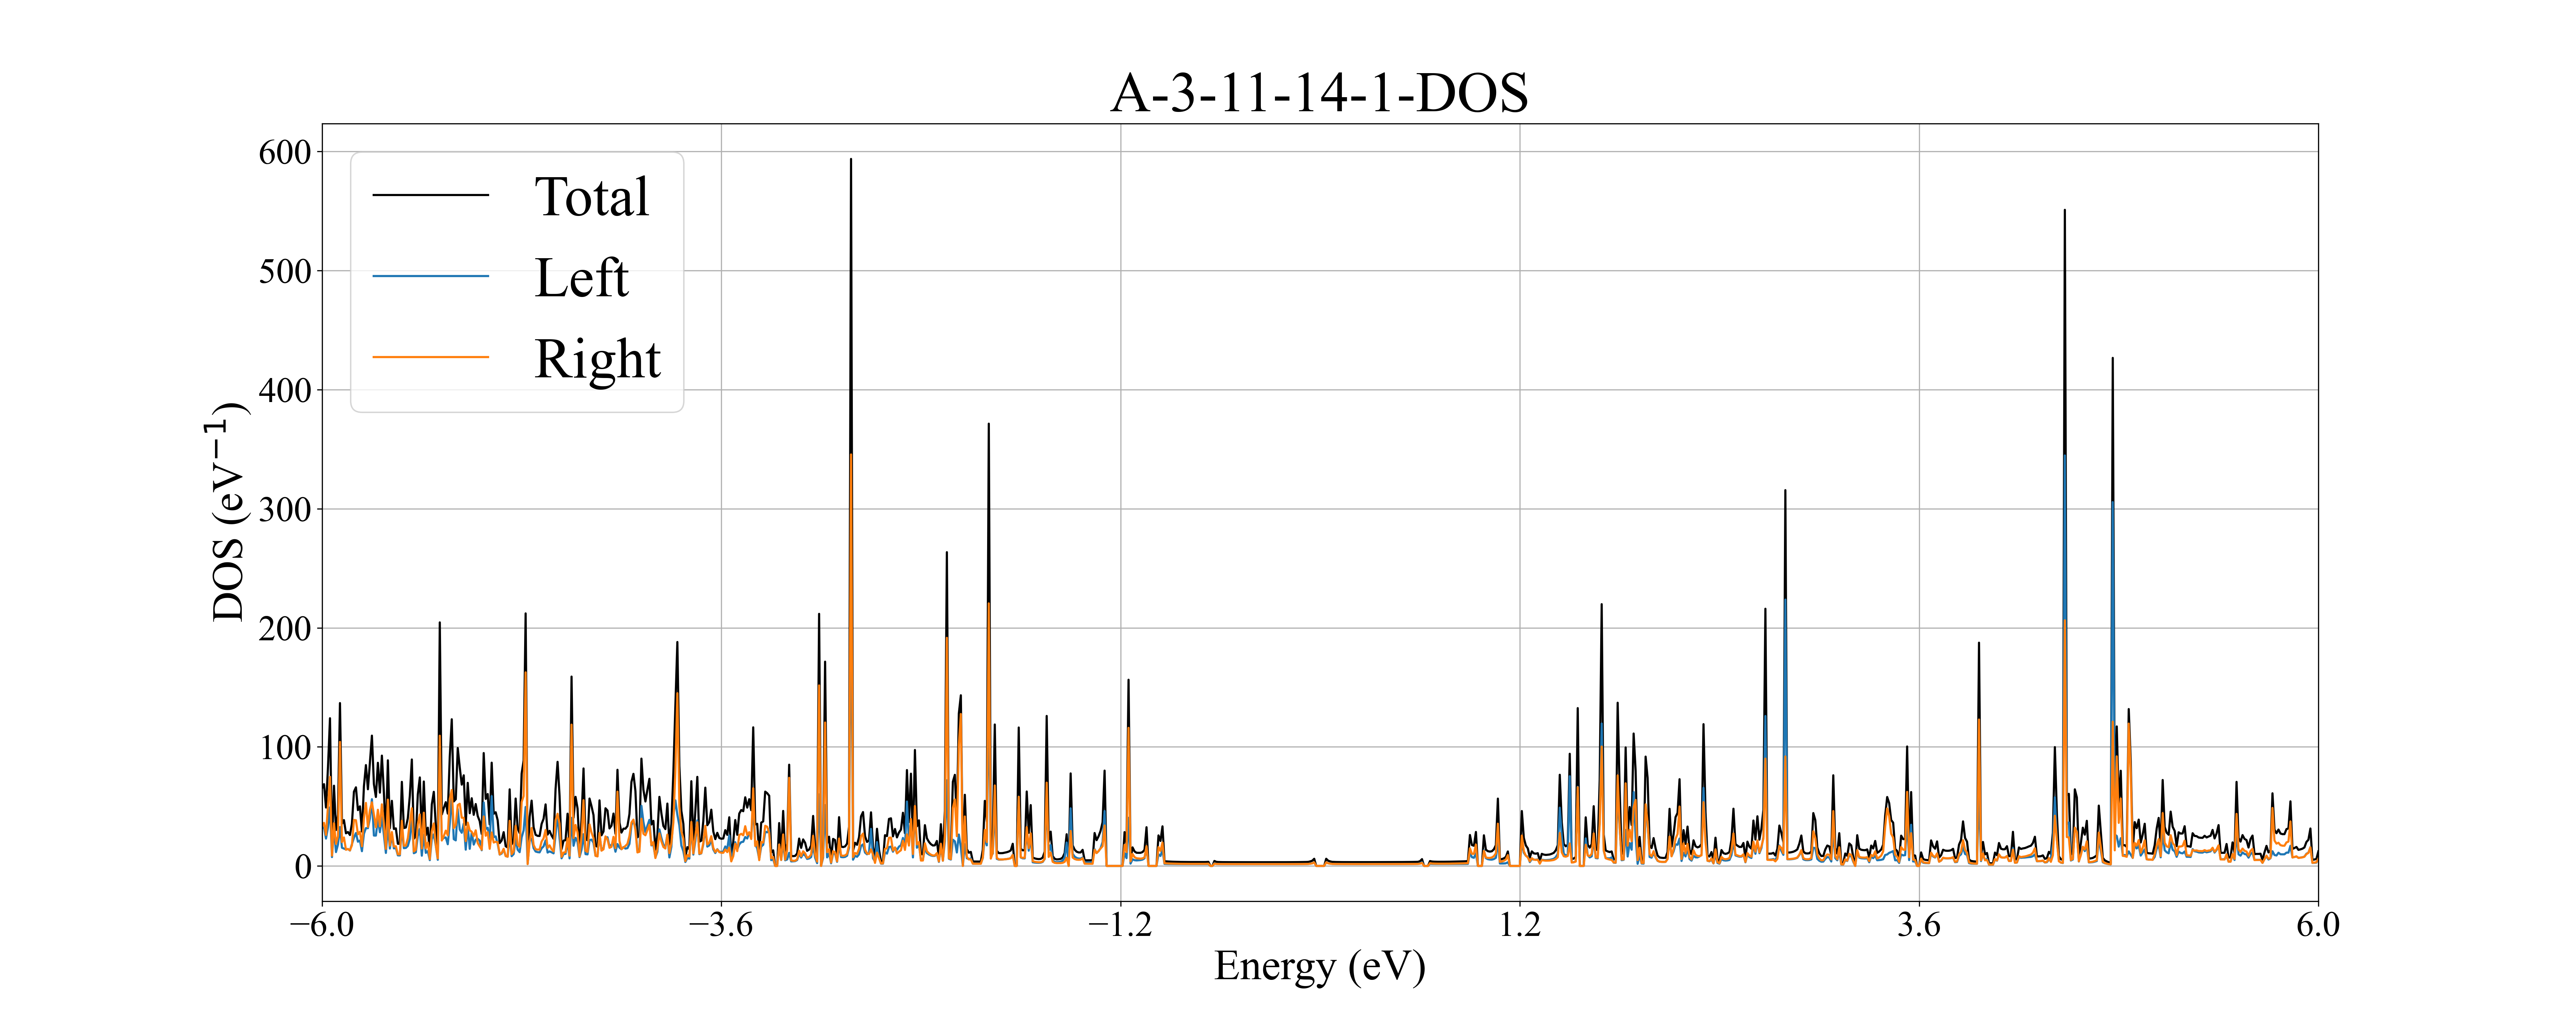 A-3-11-14-1-DOS
Total
Left
Right
DOS (eV⁻¹)
600
500
400
300
200
100
0
−6.0 −3.6 −1.2 1.2 3.6 6.0
Energy (eV)